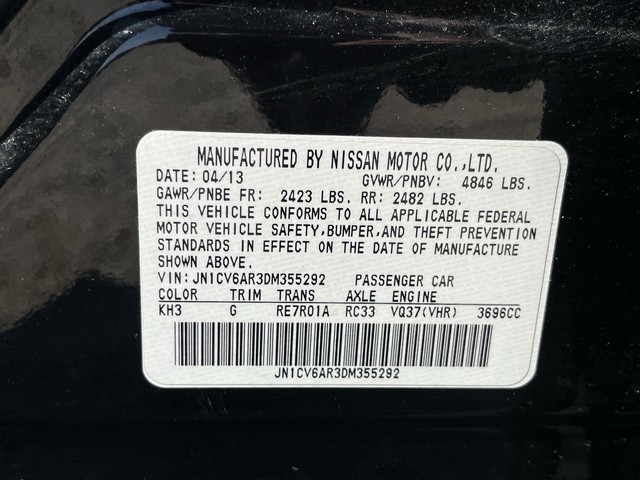 MANUFACTURED BY NISSAN MOTOR CO.,LTD.
DATE: 04/13 GVWR/PNBV: 4846 LBS.
GAWR/PNBE FR: 2423 LBS. RR: 2482 LBS.
THIS VEHICLE CONFORMS TO ALL APPLICABLE FEDERAL
MOTOR VEHICLE SAFETY,BUMPER,AND THEFT PREVENTION
STANDARDS IN EFFECT ON THE DATE OF MANUFACTURE
SHOWN ABOVE.
VIN: JN1CV6AR3DM355292 PASSENGER CAR
COLOR TRIM TRANS AXLE ENGINE
KH3 G RE7R01A RC33 VQ37(VHR) 3696CC
JN1CV6AR3DM355292